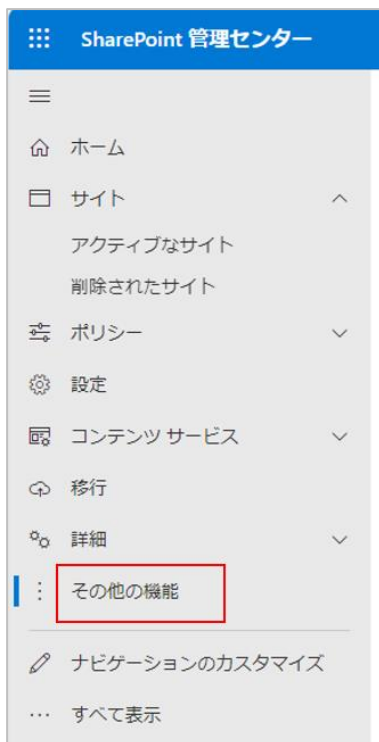 SharePoint 管理センター
ホーム
サイト
アクティブなサイト
削除されたサイト
ポリシー
設定
コンテンツ サービス
移行
詳細
その他の機能
ナビゲーションのカスタマイズ
すべて表示